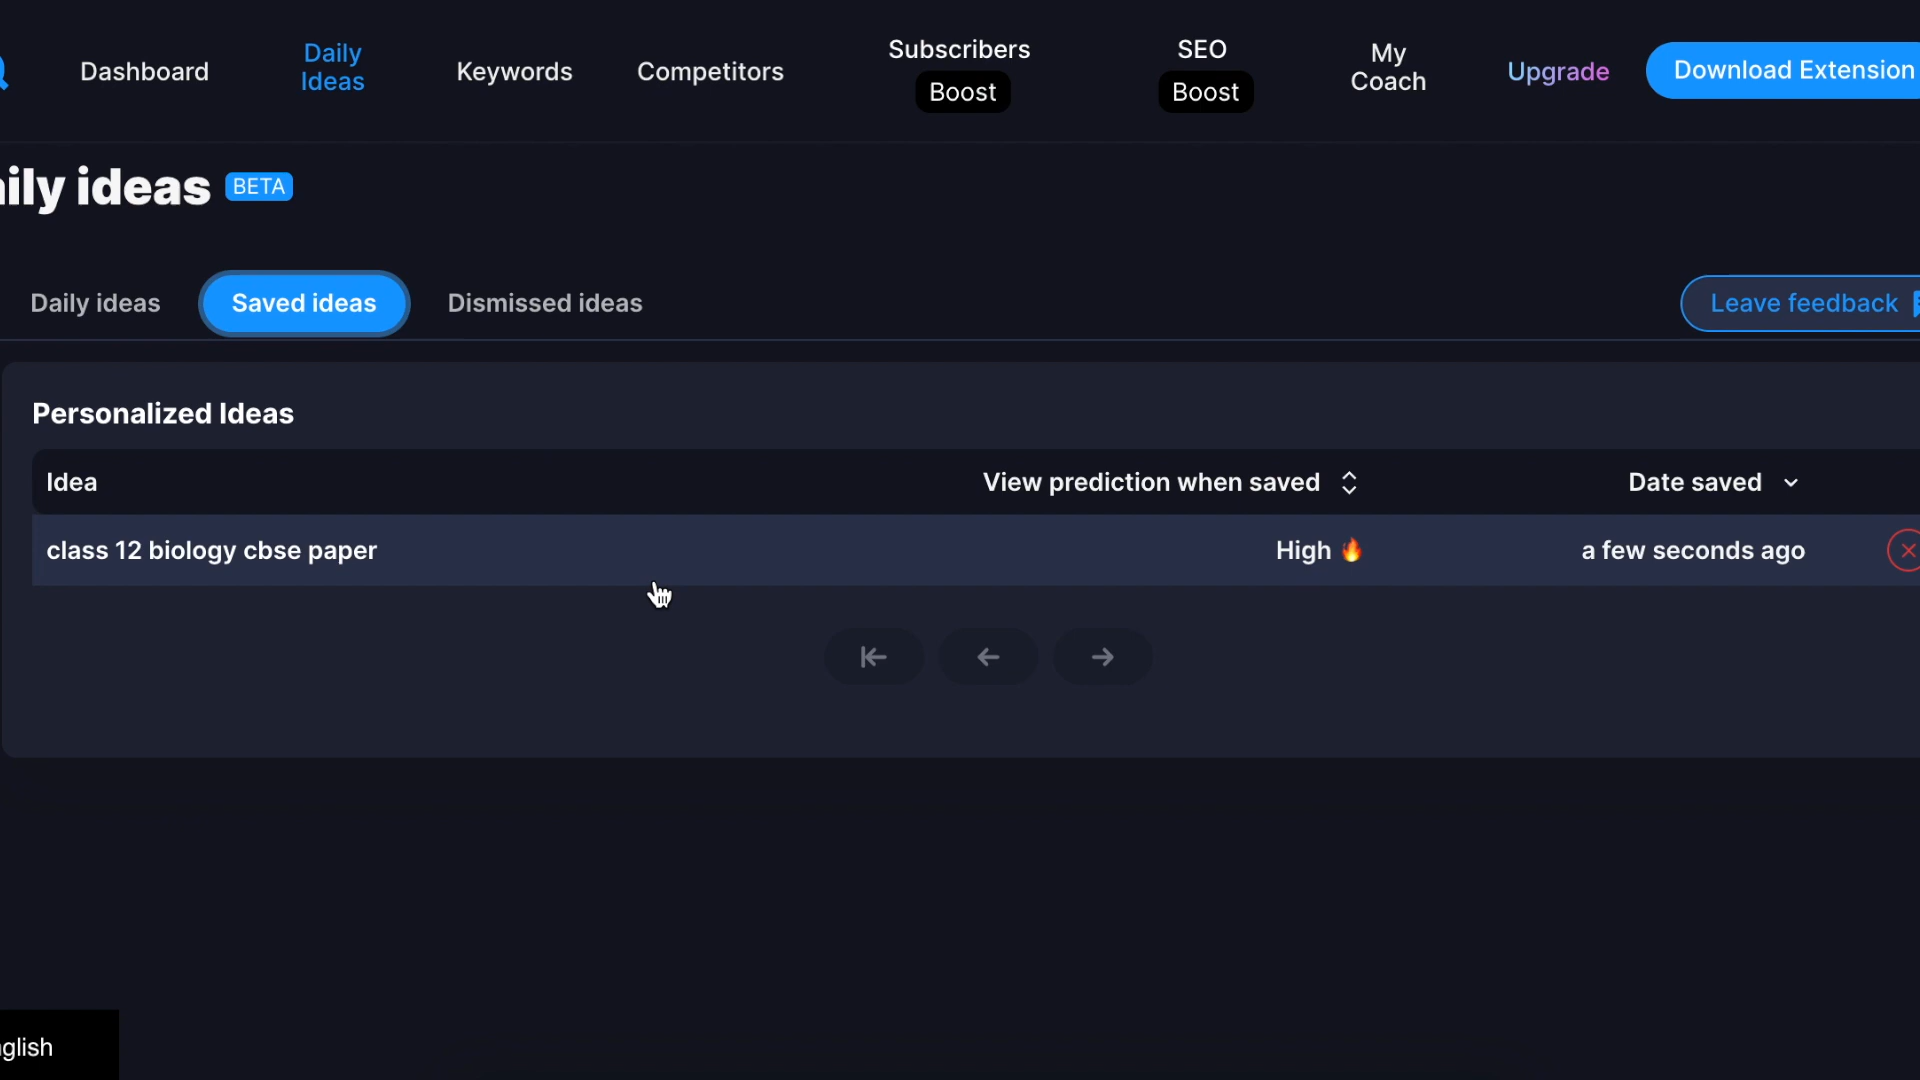 Dashboard
Daily
Ideas
Keywords
Competitors
Subscribers
Boost
SEO
Boost
My
Coach
Upgrade
Download Extension
ily ideas
BETA
Daily ideas
Saved ideas
Dismissed ideas
Leave feedback
Personalized Ideas
Idea
View prediction when saved
Date saved
class 12 biology cbse paper
High 🔥
a few seconds ago
glish